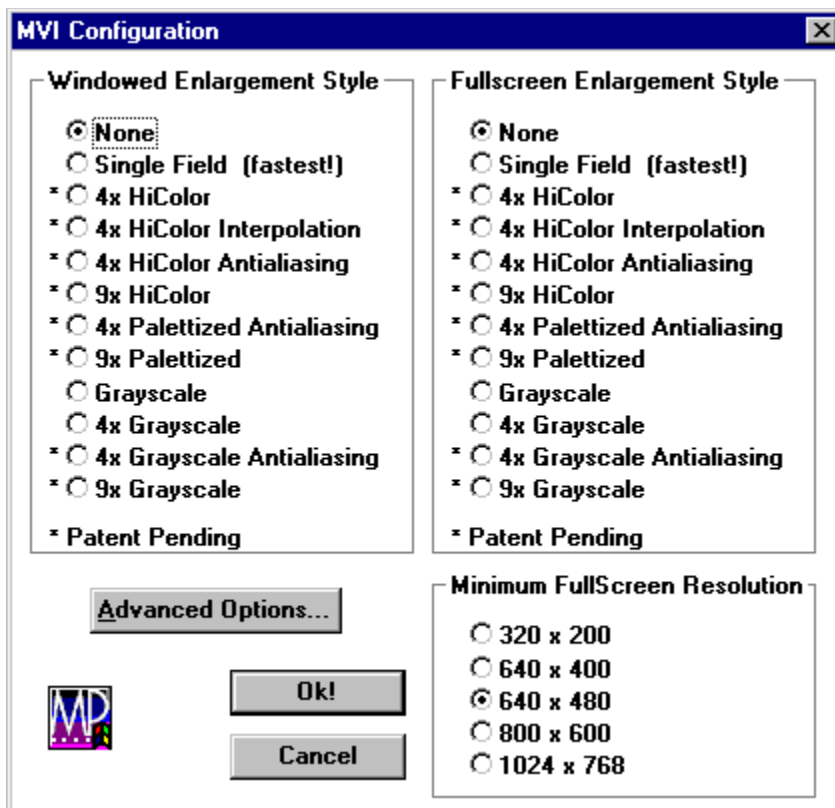 MVI Configuration
Windowed Enlargement Style
None
Single Field (fastest!)
* 4x HiColor
* 4x HiColor Interpolation
* 4x HiColor Antialiasing
* 9x HiColor
* 4x Palettized Antialiasing
* 9x Palettized
Grayscale
4x Grayscale
* 4x Grayscale Antialiasing
* 9x Grayscale
* Patent Pending
Fullscreen Enlargement Style
None
Single Field (fastest!)
* 4x HiColor
* 4x HiColor Interpolation
* 4x HiColor Antialiasing
* 9x HiColor
* 4x Palettized Antialiasing
* 9x Palettized
Grayscale
4x Grayscale
* 4x Grayscale Antialiasing
* 9x Grayscale
* Patent Pending
Advanced Options...
MP
Ok!
Cancel
Minimum FullScreen Resolution
320 x 200
640 x 400
640 x 480
800 x 600
1024 x 768